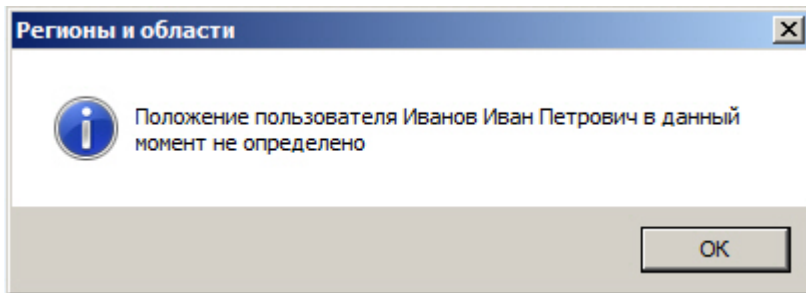 Регионы и области
Положение пользователя Иванов Иван Петрович в данный
момент не определено
OK